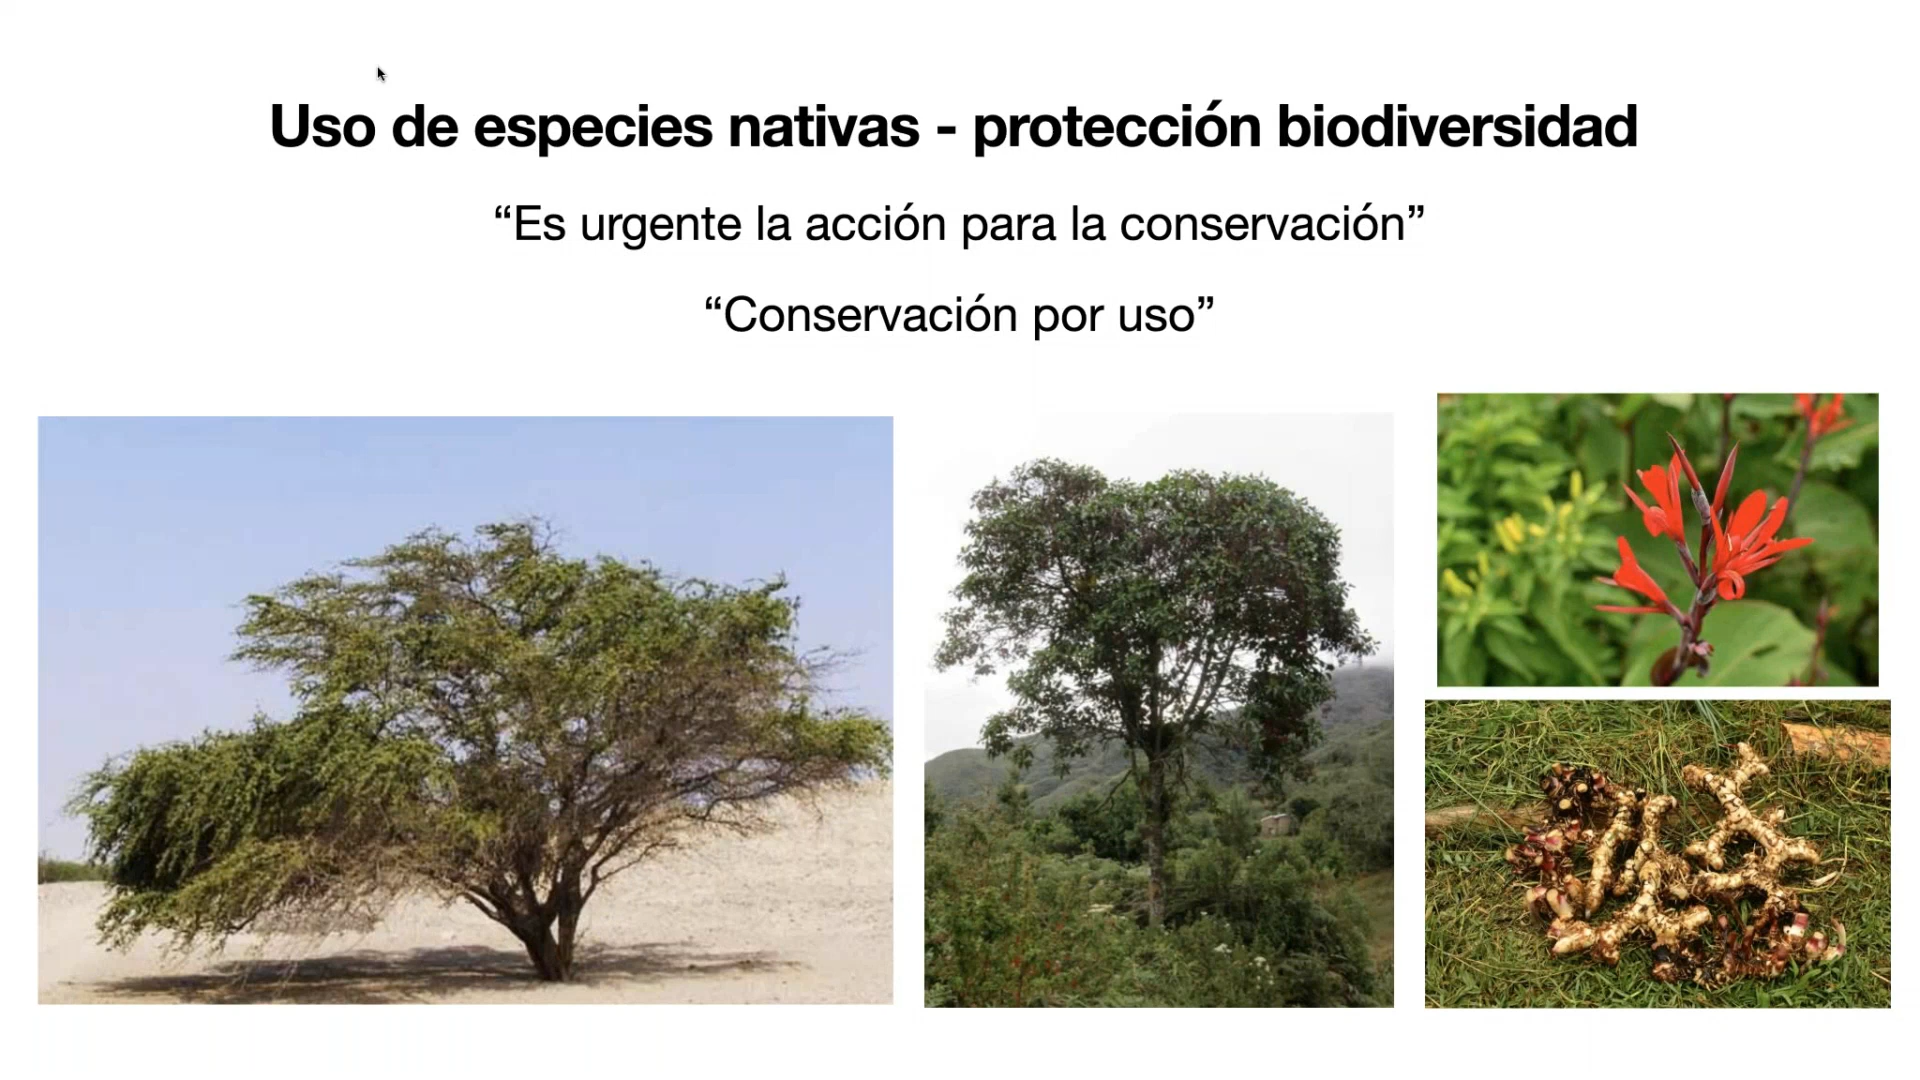 Uso de especies nativas - protección biodiversidad
“Es urgente la acción para la conservación”
“Conservación por uso”